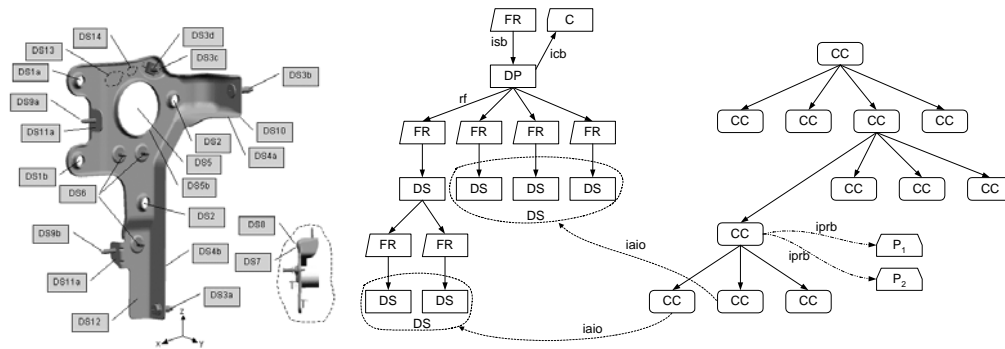 DS14
DS3d
DS13
DS3c
DS1a
DS3b
DS9a
DS11a
DS10
DS2
DS4a
DS5
DS1b
DS5b
DS6
DS2
DS8
DS9b
DS7
DS4b
DS11a
DS3a
DS12
z
x
y
FR
C
isb
icb
DP
rf
FR
FR
FR
FR
DS
DS
DS
DS
DS
FR
FR
iaio
DS
DS
DS
iaio
CC
CC
CC
CC
CC
CC
CC
CC
CC
iprb
P1
iprb
P2
CC
CC
CC